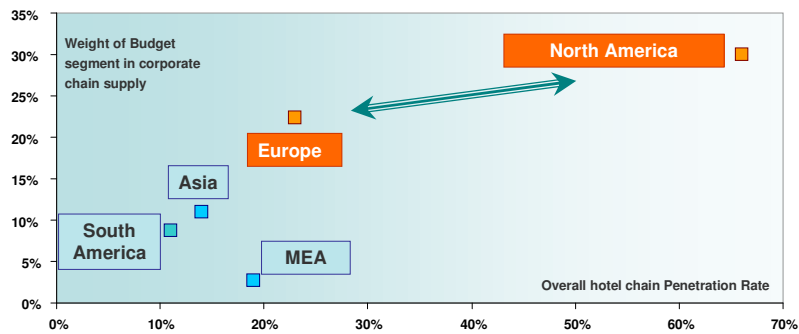 35%
30%
25%
20%
15%
10%
5%
0%
Weight of Budget
segment in corporate
chain supply
North America
Europe
Asia
South
America
MEA
Overall hotel chain Penetration Rate
0% 10% 20% 30% 40% 50% 60% 70%